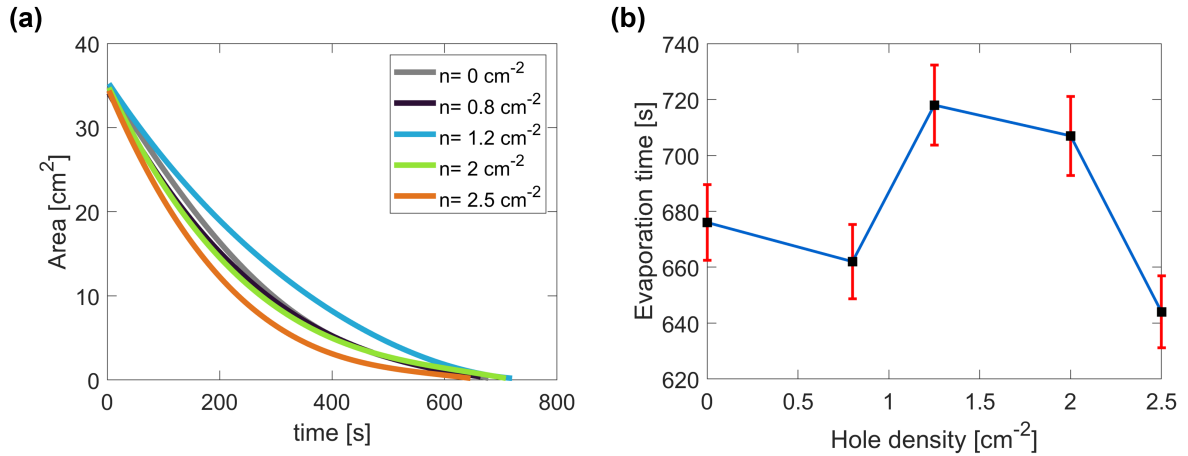 (a)
40
30
20
10
0
Area [cm²]
0 200 400 600 800
time [s]
n= 0 cm⁻²
n= 0.8 cm⁻²
n= 1.2 cm⁻²
n= 2 cm⁻²
n= 2.5 cm⁻²
(b)
740
720
700
680
660
640
620
Evaporation time [s]
0 0.5 1 1.5 2 2.5
Hole density [cm⁻²]